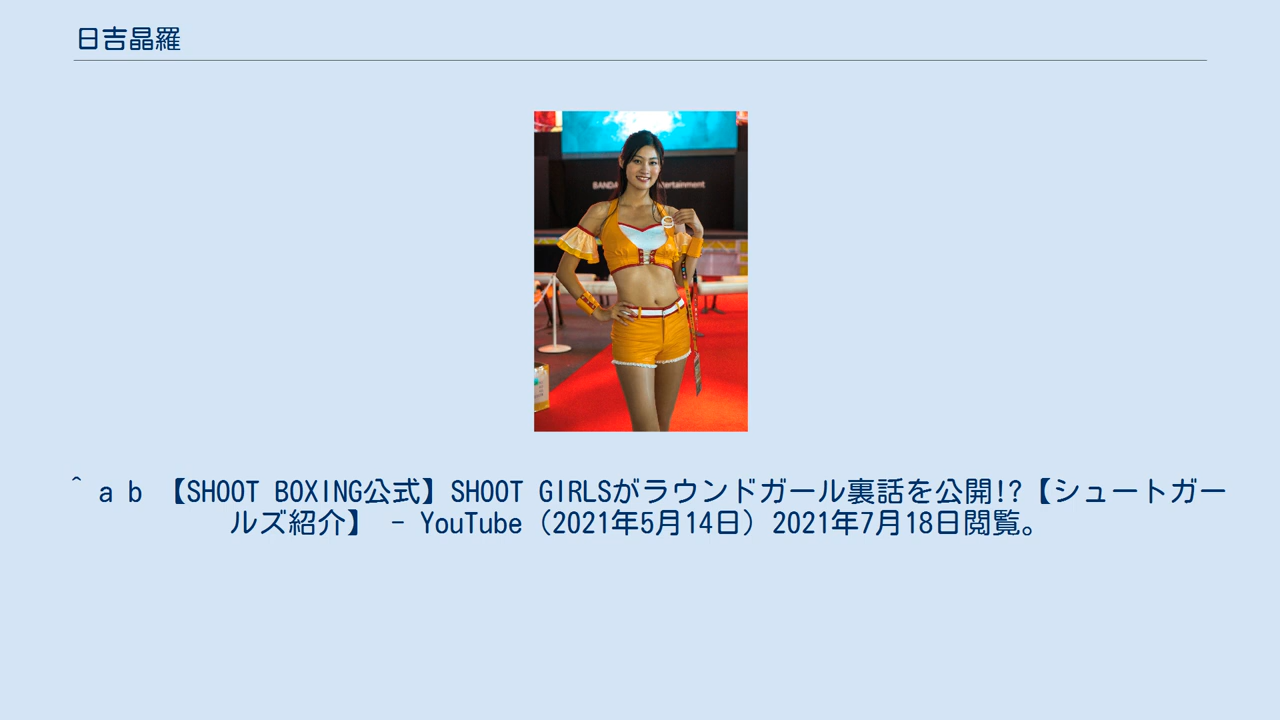 日吉晶羅
BANDA
ertainment
^ a b 【SHOOT BOXING公式】SHOOT GIRLSがラウンドガール裏話を公開!?【シュートガー
ルズ紹介】 - YouTube（2021年5月14日）2021年7月18日閲覧。